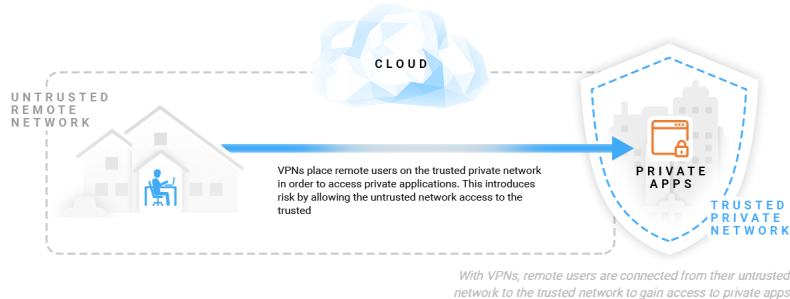 CLOUD
UNTRUSTED
REMOTE
NETWORK
VPNs place remote users on the trusted private network
in order to access private applications. This introduces
risk by allowing the untrusted network access to the
trusted
PRIVATE
APPS
TRUSTED
PRIVATE
NETWORK
With VPNs, remote users are connected from their untrusted
network to the trusted network to gain access to private apps